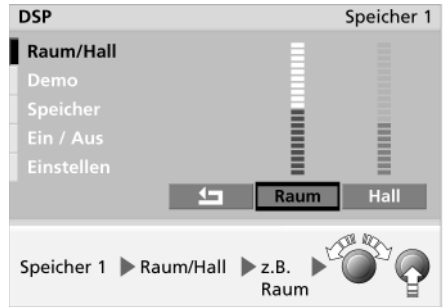 DSP Speicher 1
Raum/Hall
Demo
Speicher
Ein / Aus
Einstellen
Raum Hall
Speicher 1 Raum/Hall z.B. Raum